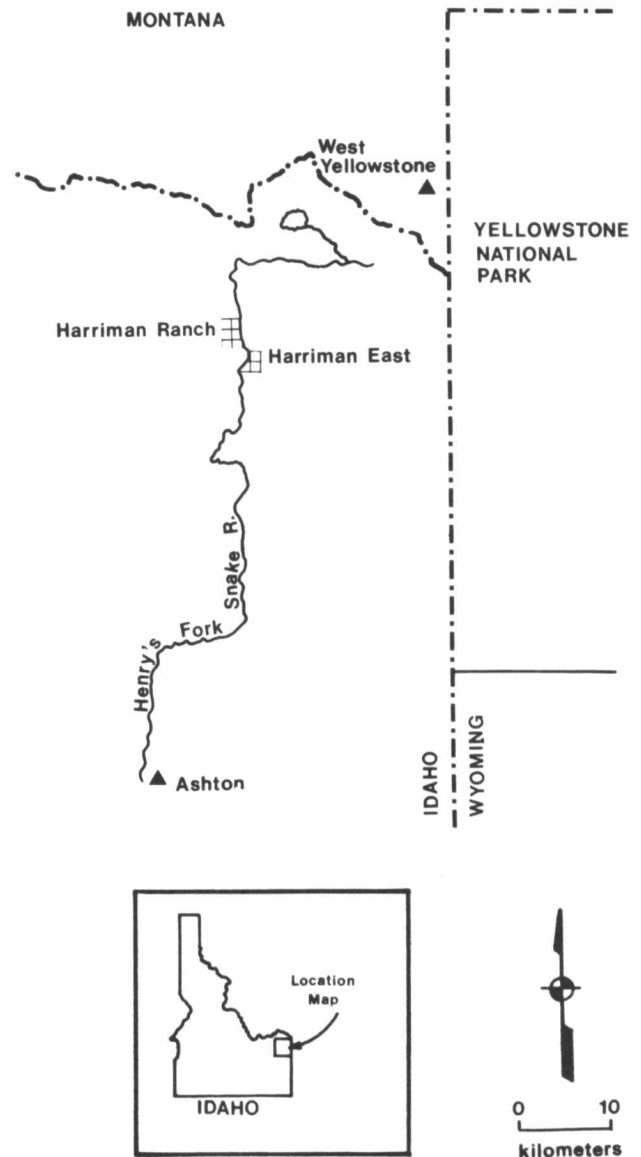 MONTANA
West
Yellowstone
YELLOWSTONE
NATIONAL
PARK
Harriman Ranch
Harriman East
Snake R.
Fork
Henry's
Ashton
IDAHO
WYOMING
Location
Map
IDAHO
0 10
kilometers